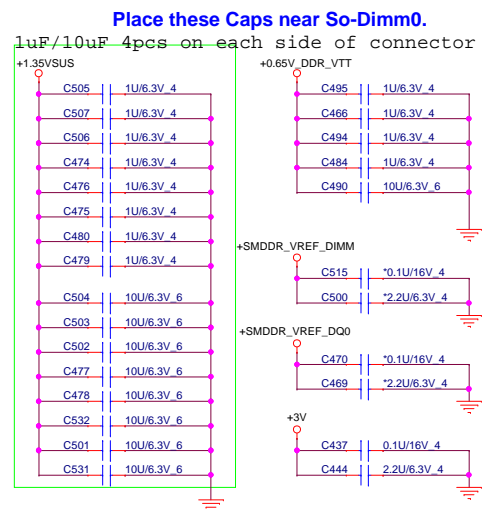 Place these Caps near So-Dimm0.
1uF/10uF 4pcs on each side of connector
+1.35VSUS
C505 1U/6.3V_4
C507 1U/6.3V_4
C506 1U/6.3V_4
C474 1U/6.3V_4
C476 1U/6.3V_4
C475 1U/6.3V_4
C480 1U/6.3V_4
C479 1U/6.3V_4
C504 10U/6.3V_6
C503 10U/6.3V_6
C502 10U/6.3V_6
C477 10U/6.3V_6
C478 10U/6.3V_6
C532 10U/6.3V_6
C501 10U/6.3V_6
C531 10U/6.3V_6
+0.65V_DDR_VTT
C495 1U/6.3V_4
C466 1U/6.3V_4
C494 1U/6.3V_4
C484 1U/6.3V_4
C490 10U/6.3V_6
+SMDDR_VREF_DIMM
C515 *0.1U/16V_4
C500 *2.2U/6.3V_4
+SMDDR_VREF_DQ0
C470 *0.1U/16V_4
C469 *2.2U/6.3V_4
+3V
C437 0.1U/16V_4
C444 2.2U/6.3V_4